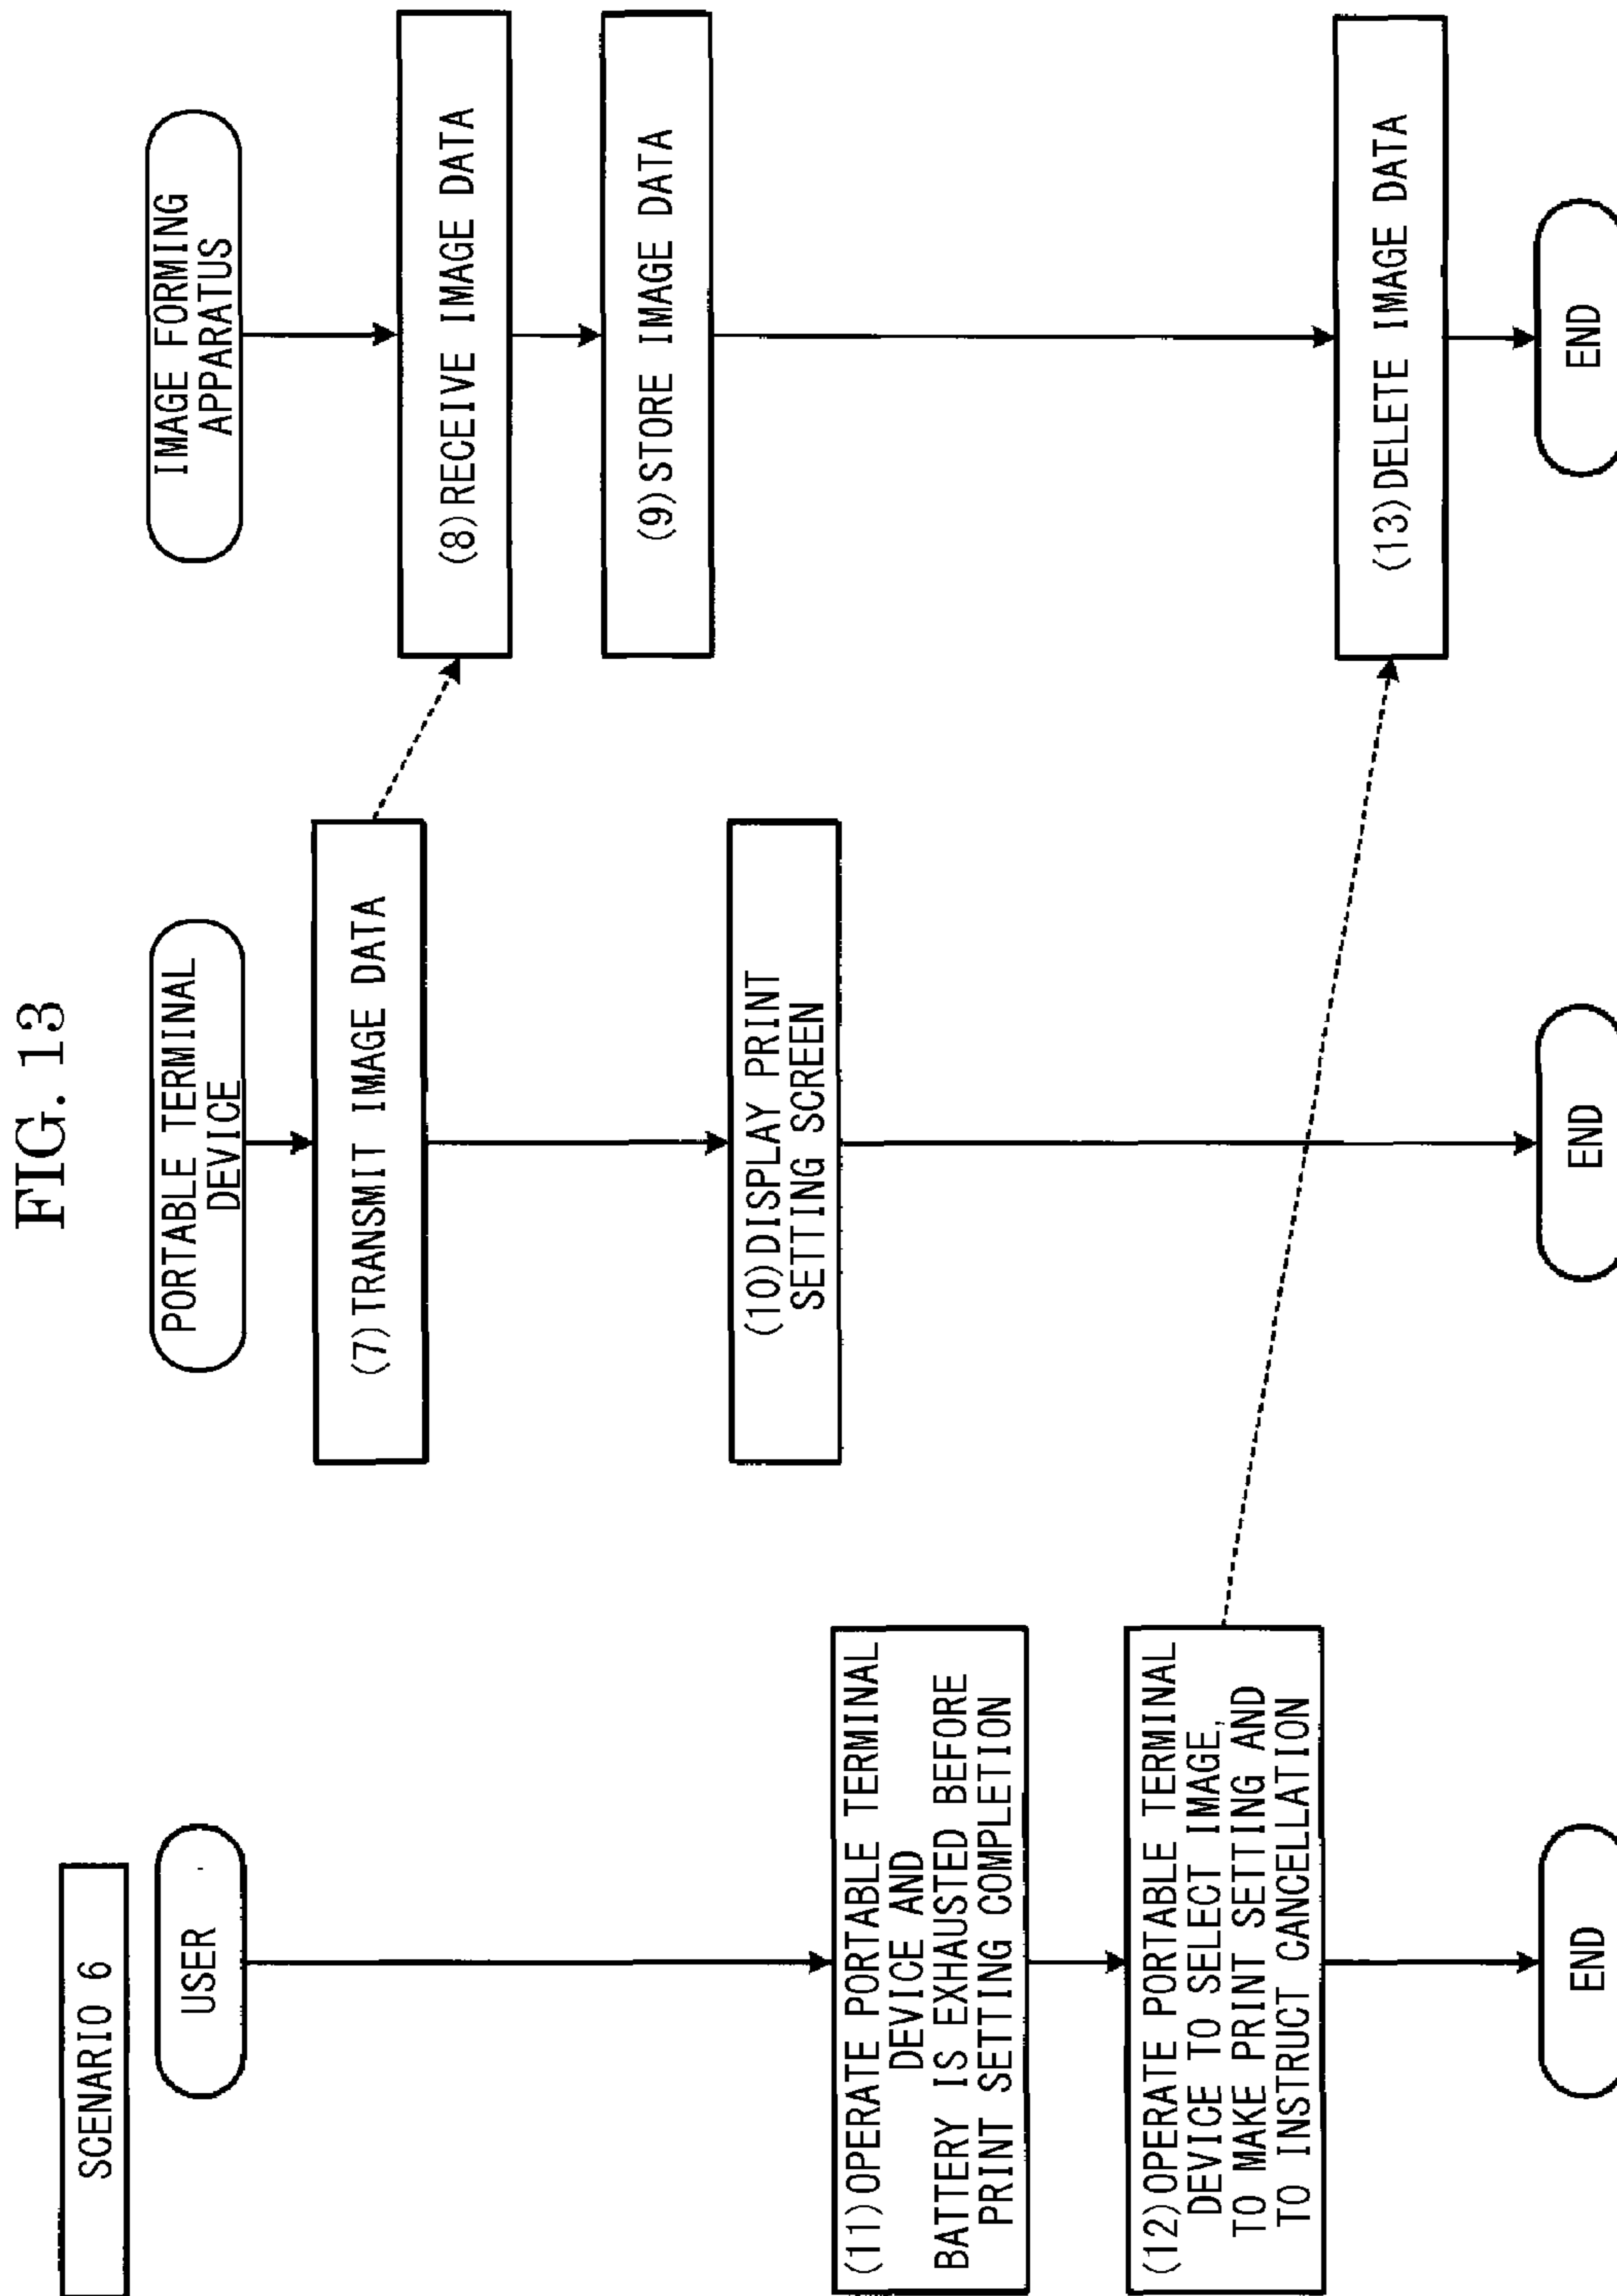 FIG. 13
SCENARIO 6
USER
(11) OPERATE PORTABLE TERMINAL
DEVICE AND
BATTERY IS EXHAUSTED BEFORE
PRINT SETTING COMPLETION
(12) OPERATE PORTABLE TERMINAL
DEVICE TO SELECT IMAGE,
TO MAKE PRINT SETTING AND
TO INSTRUCT CANCELLATION
END
PORTABLE TERMINAL
DEVICE
(7) TRANSMIT IMAGE DATA
(10) DISPLAY PRINT
SETTING SCREEN
END
IMAGE FORMING
APPARATUS
(8) RECEIVE IMAGE DATA
(9) STORE IMAGE DATA
(13) DELETE IMAGE DATA
END